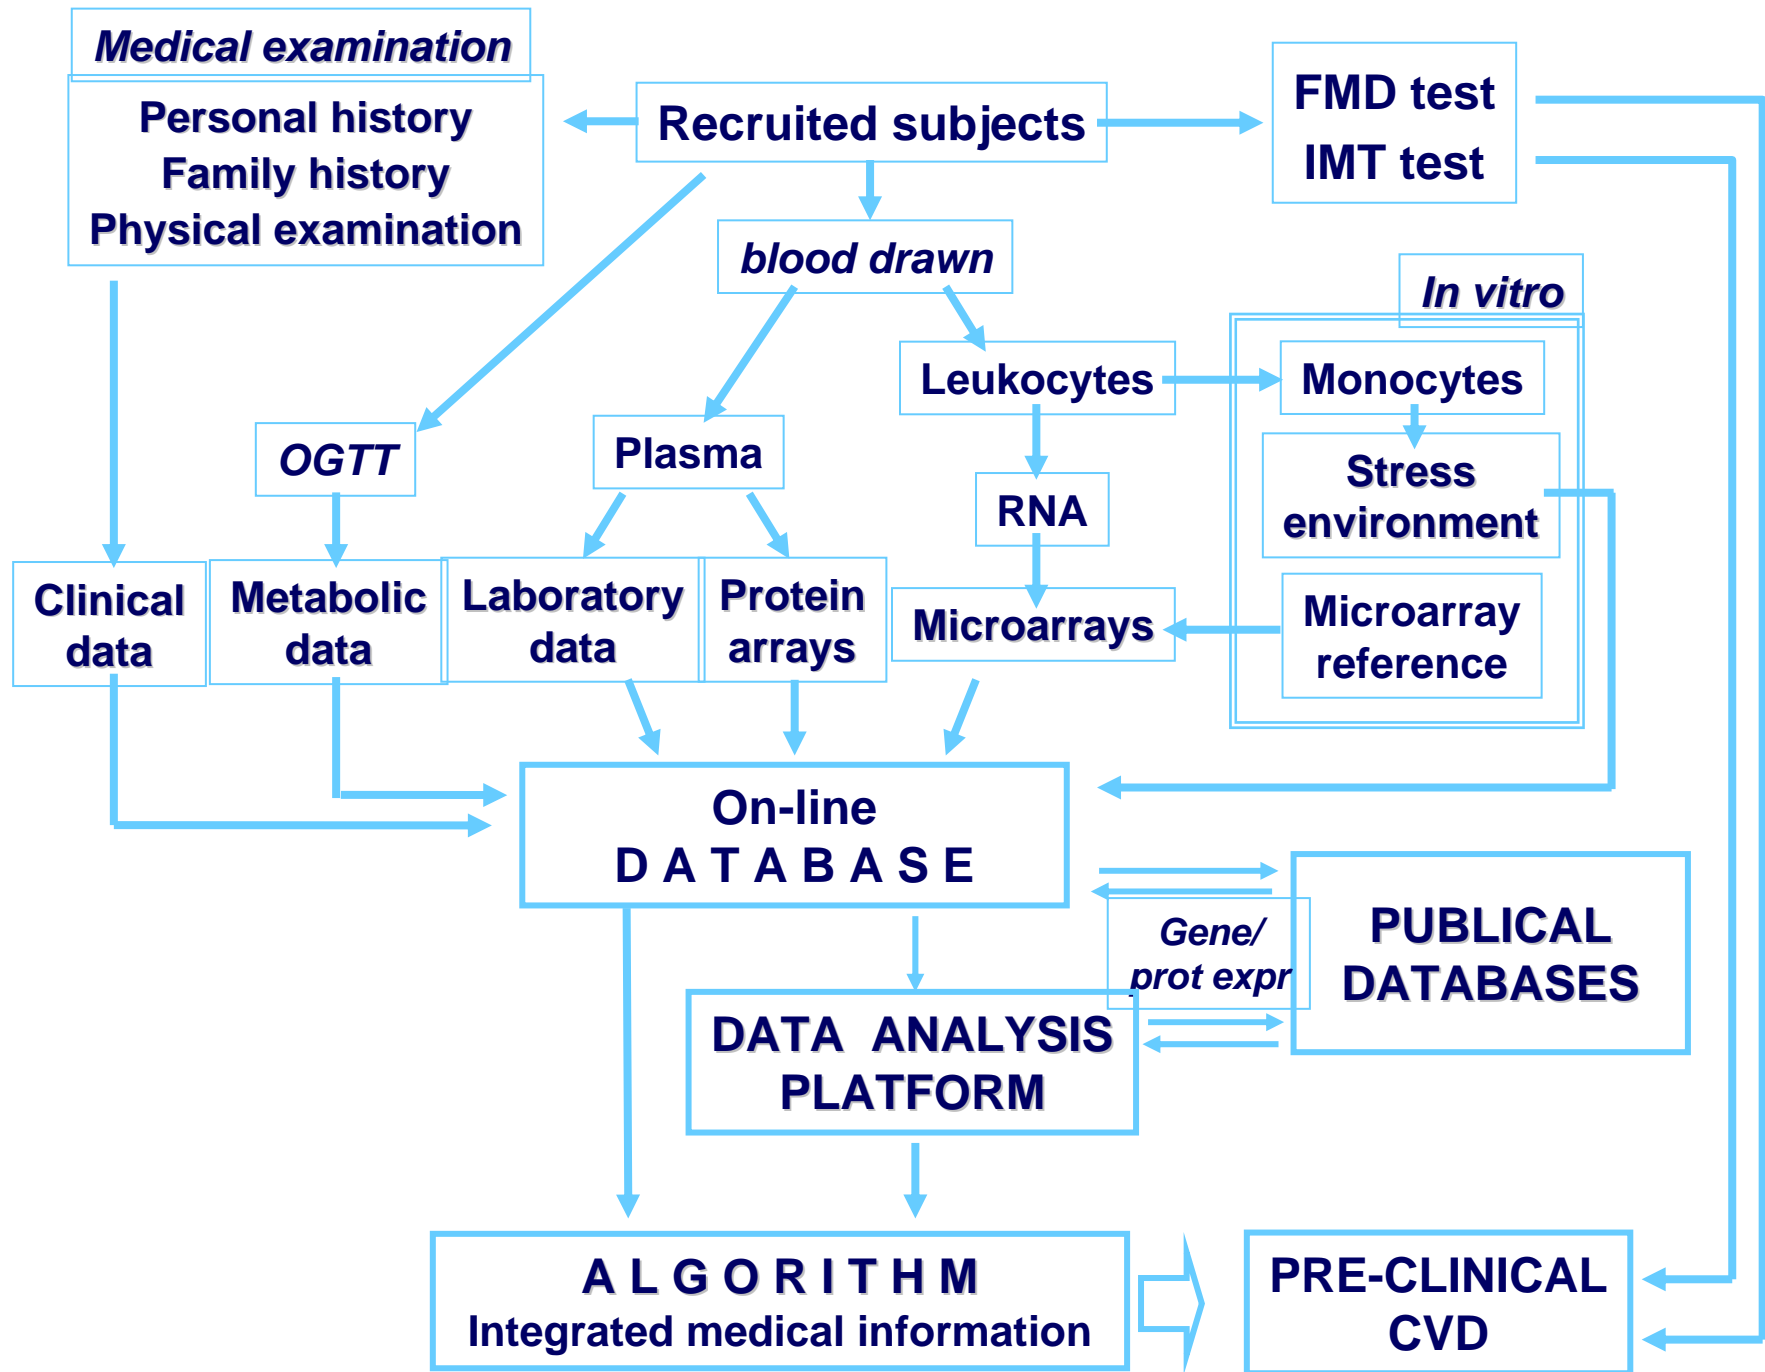 Medical examination
Personal history
Family history
Physical examination
Recruited subjects
FMD test
IMT test
blood drawn
In vitro
Leukocytes
Monocytes
OGTT
Plasma
Stress
environment
RNA
Clinical
data
Metabolic
data
Laboratory
data
Protein
arrays
Microarrays
Microarray
reference
On-line
D A T A B A S E
Gene/
prot expr
PUBLICAL
DATABASES
DATA ANALYSIS
PLATFORM
A L G O R I T H M
Integrated medical information
PRE-CLINICAL
CVD